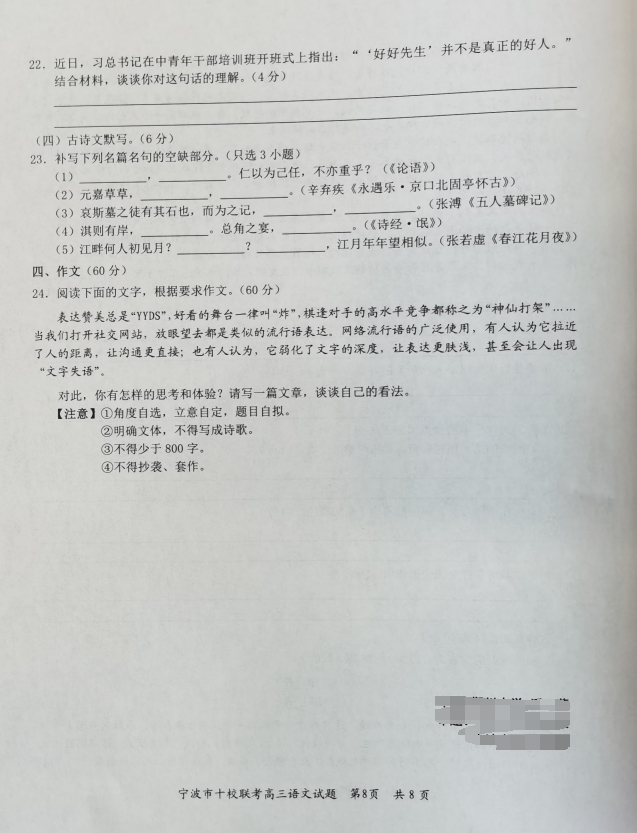 22．近日，习总书记在中青年干部培训班开班式上指出：“‘好好先生’并不是真正的好人。”
结合材料，谈谈你对这句话的理解。（4分）
（四）古诗文默写。（6分）
23．补写下列名篇名句的空缺部分。（只选3小题）
（1）__________，__________。仁以为己任，不亦重乎？（《论语》）
（2）元嘉草草，__________，__________。（辛弃疾《永遇乐·京口北固亭怀古》）
（3）哀斯墓之徒有其石也，而为之记，__________，__________。（张溥《五人墓碑记》）
（4）淇则有岸，__________。总角之宴，__________。（《诗经·氓》）
（5）江畔何人初见月？__________？__________，江月年年望相似。（张若虚《春江花月夜》）
四、作文（60分）
24．阅读下面的文字，根据要求作文。（60分）
表达赞美总是“YYDS”，好看的舞台一律叫“炸”，棋逢对手的高水平竞争都称之为“神仙打架”……
当我们打开社交网站，放眼望去都是类似的流行语表达。网络流行语的广泛使用，有人认为它拉近
了人的距离，让沟通更直接；也有人认为，它弱化了文字的深度，让表达更肤浅，甚至会让人出现
“文字失语”。
对此，你有怎样的思考和体验？请写一篇文章，谈谈自己的看法。
【注意】①角度自选，立意自定，题目自拟。
②明确文体，不得写成诗歌。
③不得少于800字。
④不得抄袭、套作。
宁波市十校联考高三语文试题 第8页 共8页